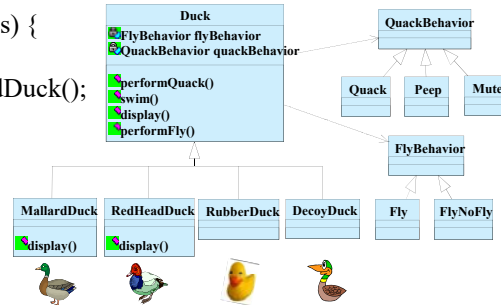 s) {
dDuck();
Duck
FlyBehavior flyBehavior
QuackBehavior quackBehavior
performQuack()
swim()
display()
performFly()
QuackBehavior
Quack
Peep
Mute
FlyBehavior
Fly
FlyNoFly
MallardDuck
display()
RedHeadDuck
display()
RubberDuck
DecoyDuck